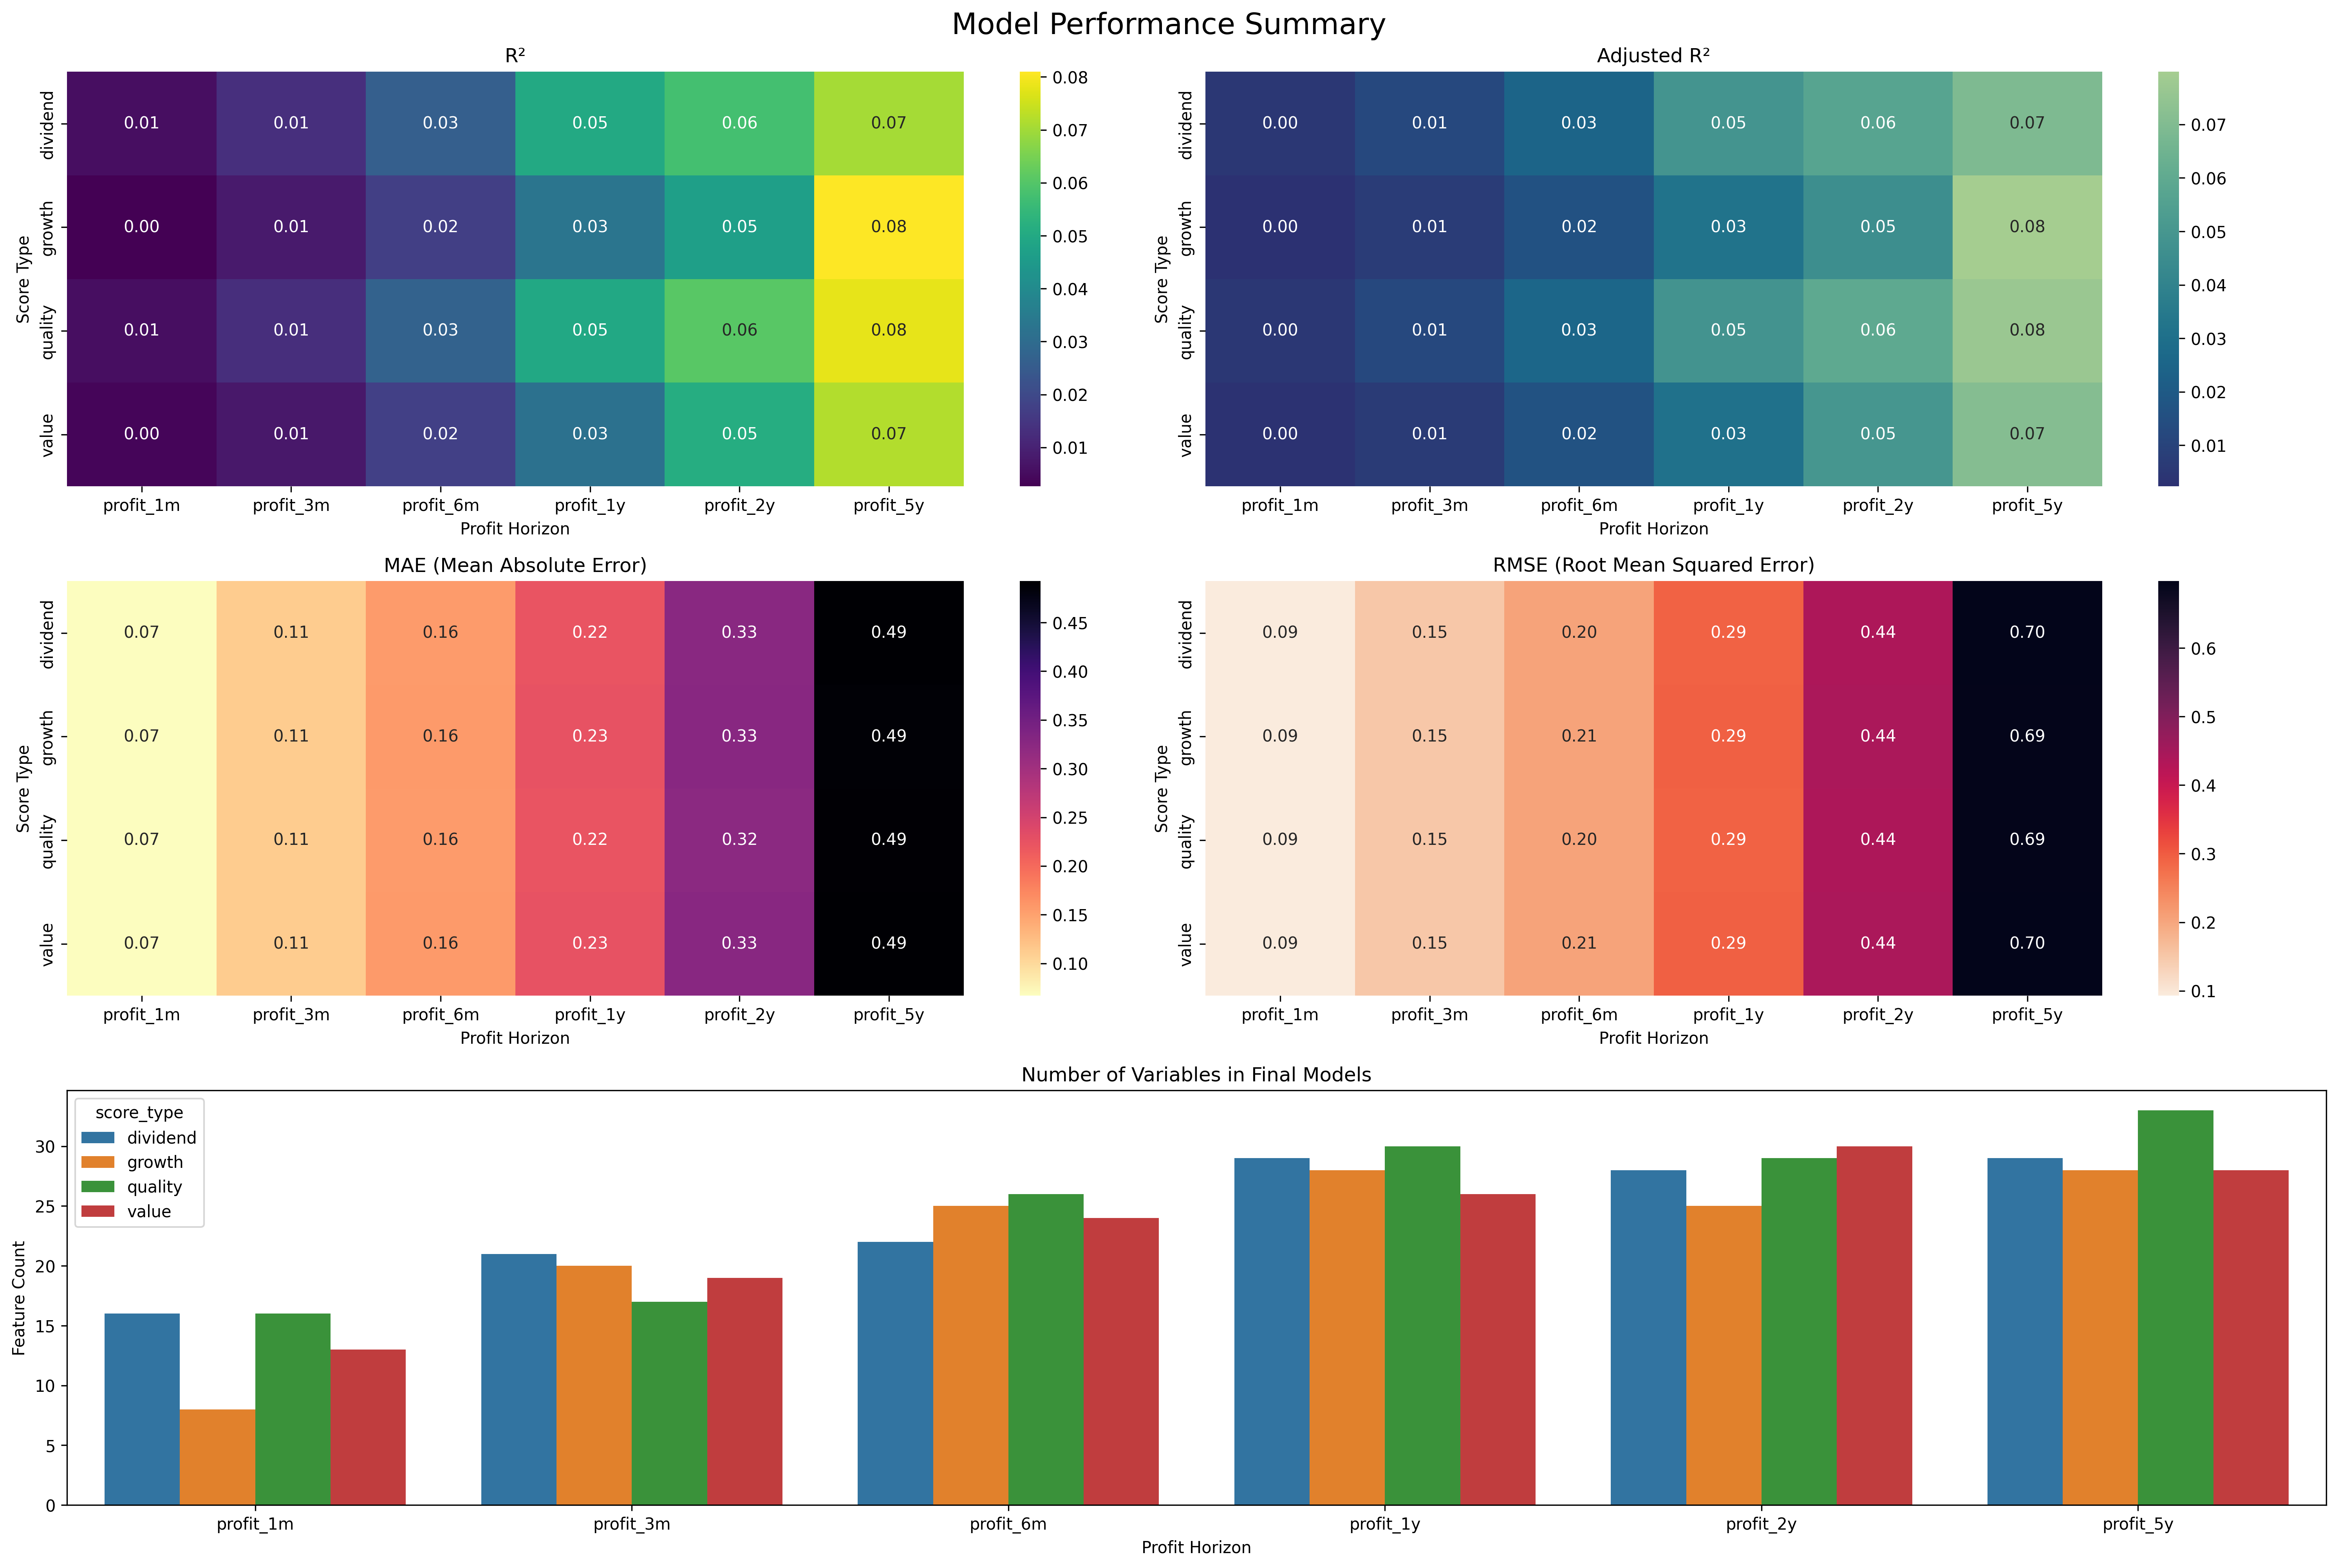 Model Performance Summary
R²
dividend 0.01 0.01 0.03 0.05 0.06 0.07
growth 0.00 0.01 0.02 0.03 0.05 0.08
quality 0.01 0.01 0.03 0.05 0.06 0.08
value 0.00 0.01 0.02 0.03 0.05 0.07
Score Type
profit_1m profit_3m profit_6m profit_1y profit_2y profit_5y
Profit Horizon
0.08
0.07
0.06
0.05
0.04
0.03
0.02
0.01
Adjusted R²
dividend 0.00 0.01 0.03 0.05 0.06 0.07
growth 0.00 0.01 0.02 0.03 0.05 0.08
quality 0.00 0.01 0.03 0.05 0.06 0.08
value 0.00 0.01 0.02 0.03 0.05 0.07
Score Type
profit_1m profit_3m profit_6m profit_1y profit_2y profit_5y
Profit Horizon
0.07
0.06
0.05
0.04
0.03
0.02
0.01
MAE (Mean Absolute Error)
dividend 0.07 0.11 0.16 0.22 0.33 0.49
growth 0.07 0.11 0.16 0.23 0.33 0.49
quality 0.07 0.11 0.16 0.22 0.32 0.49
value 0.07 0.11 0.16 0.23 0.33 0.49
Score Type
profit_1m profit_3m profit_6m profit_1y profit_2y profit_5y
Profit Horizon
0.45
0.40
0.35
0.30
0.25
0.20
0.15
0.10
RMSE (Root Mean Squared Error)
dividend 0.09 0.15 0.20 0.29 0.44 0.70
growth 0.09 0.15 0.21 0.29 0.44 0.69
quality 0.09 0.15 0.20 0.29 0.44 0.69
value 0.09 0.15 0.21 0.29 0.44 0.70
Score Type
profit_1m profit_3m profit_6m profit_1y profit_2y profit_5y
Profit Horizon
0.6
0.5
0.4
0.3
0.2
0.1
Number of Variables in Final Models
score_type
dividend
growth
quality
value
Feature Count
30
25
20
15
10
5
0
profit_1m profit_3m profit_6m profit_1y profit_2y profit_5y
Profit Horizon